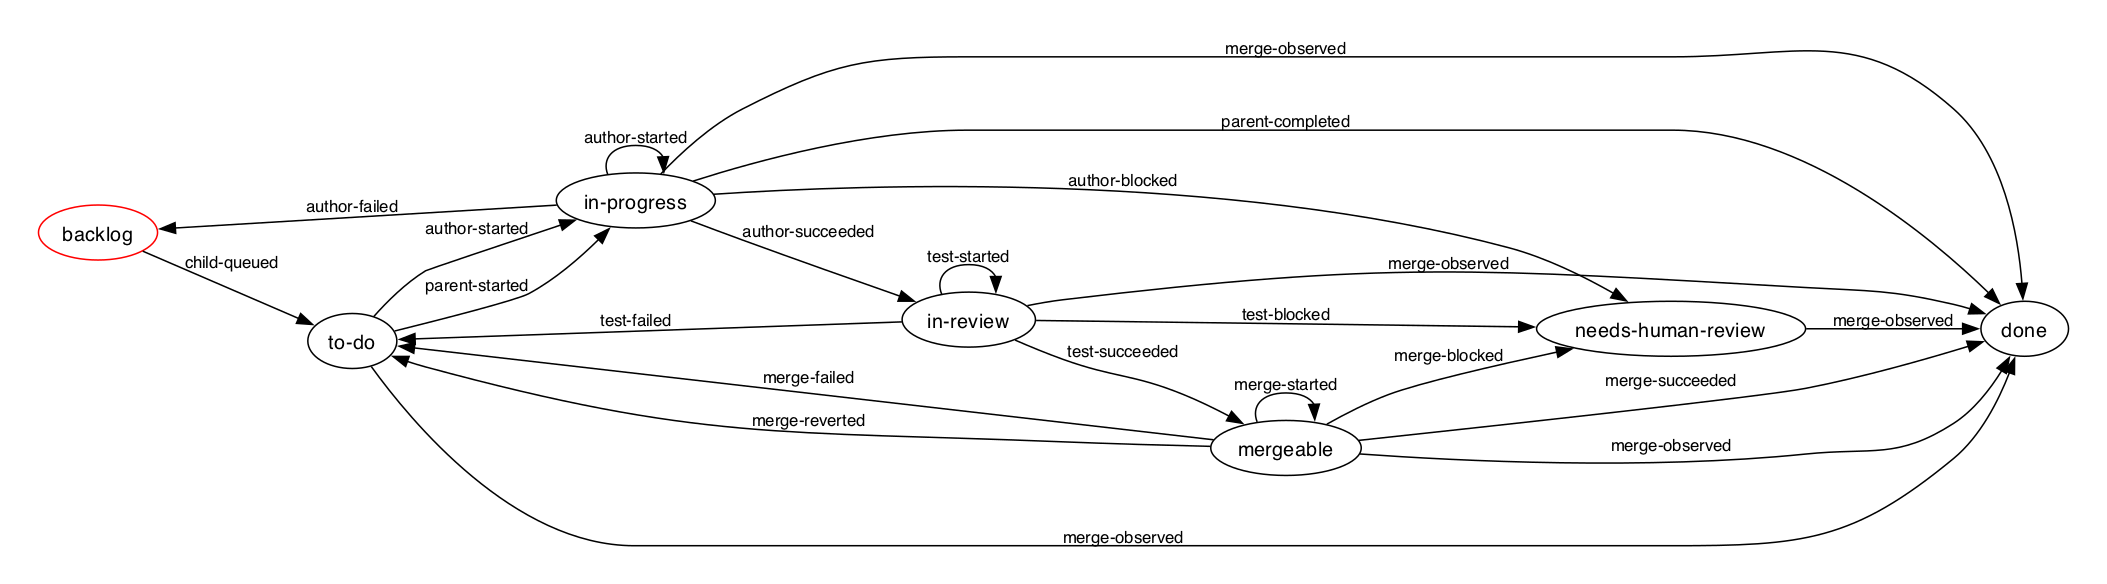 merge-observed
parent-completed
author-started
author-blocked
in-progress
author-failed
author-started
backlog
author-succeeded
child-queued
test-started
merge-observed
parent-started
test-failed
in-review
test-blocked
needs-human-review
merge-observed
done
to-do
test-succeeded
merge-blocked
merge-failed
merge-started
merge-succeeded
merge-reverted
mergeable
merge-observed
merge-observed